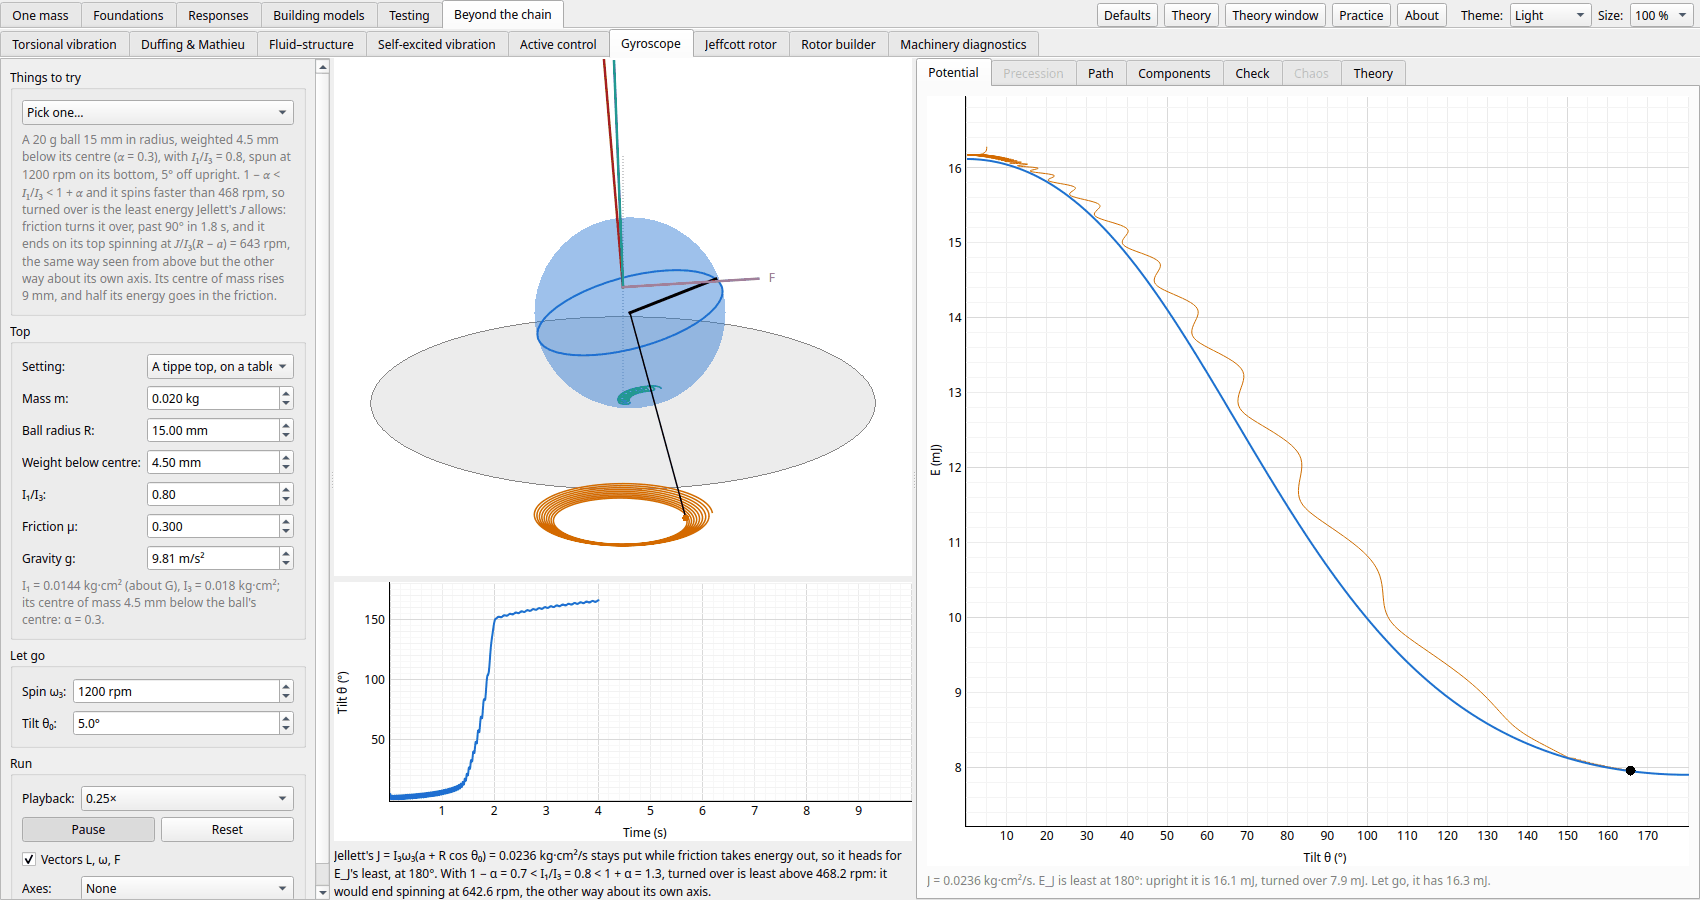 One mass Foundations Responses Building models Testing Beyond the chain Defaults Theory Theory window Practice About Theme: Light Size: 100 %
Torsional vibration Duffing & Mathieu Fluid–structure Self-excited vibration Active control Gyroscope Jeffcott rotor Rotor builder Machinery diagnostics
Things to try
Pick one...
A 20 g ball 15 mm in radius, weighted 4.5 mm
below its centre (α = 0.3), with I₁/I₃ = 0.8, spun at
1200 rpm on its bottom, 5° off upright. 1 − α <
I₁/I₃ < 1 + α and it spins faster than 468 rpm, so
turned over is the least energy Jellett's J allows:
friction turns it over, past 90° in 1.8 s, and it
ends on its top spinning at J/I₃(R − a) = 643 rpm,
the same way seen from above but the other
way about its own axis. Its centre of mass rises
9 mm, and half its energy goes in the friction.
Top
Setting: A tippe top, on a table
Mass m: 0.020 kg
Ball radius R: 15.00 mm
Weight below centre: 4.50 mm
I₁/I₃: 0.80
Friction μ: 0.300
Gravity g: 9.81 m/s²
I₁ = 0.0144 kg·cm² (about G), I₃ = 0.018 kg·cm²;
its centre of mass 4.5 mm below the ball's
centre: α = 0.3.
Let go
Spin ω₃: 1200 rpm
Tilt θ₀: 5.0°
Run
Playback: 0.25×
Pause Reset
Vectors L, ω, F
Axes: None
F
Tilt θ (°)
150
100
50
1 2 3 4 5 6 7 8 9
Time (s)
Jellett's J = I₃ω₃(a + R cos θ₀) = 0.0236 kg·cm²/s stays put while friction takes energy out, so it heads for
E_J's least, at 180°. With 1 − α = 0.7 < I₁/I₃ = 0.8 < 1 + α = 1.3, turned over is least above 468.2 rpm: it
would end spinning at 642.6 rpm, the other way about its own axis.
Potential Precession Path Components Check Chaos Theory
E (mJ)
16
15
14
13
12
11
10
9
8
10 20 30 40 50 60 70 80 90 100 110 120 130 140 150 160 170
Tilt θ (°)
J = 0.0236 kg·cm²/s. E_J is least at 180°: upright it is 16.1 mJ, turned over 7.9 mJ. Let go, it has 16.3 mJ.